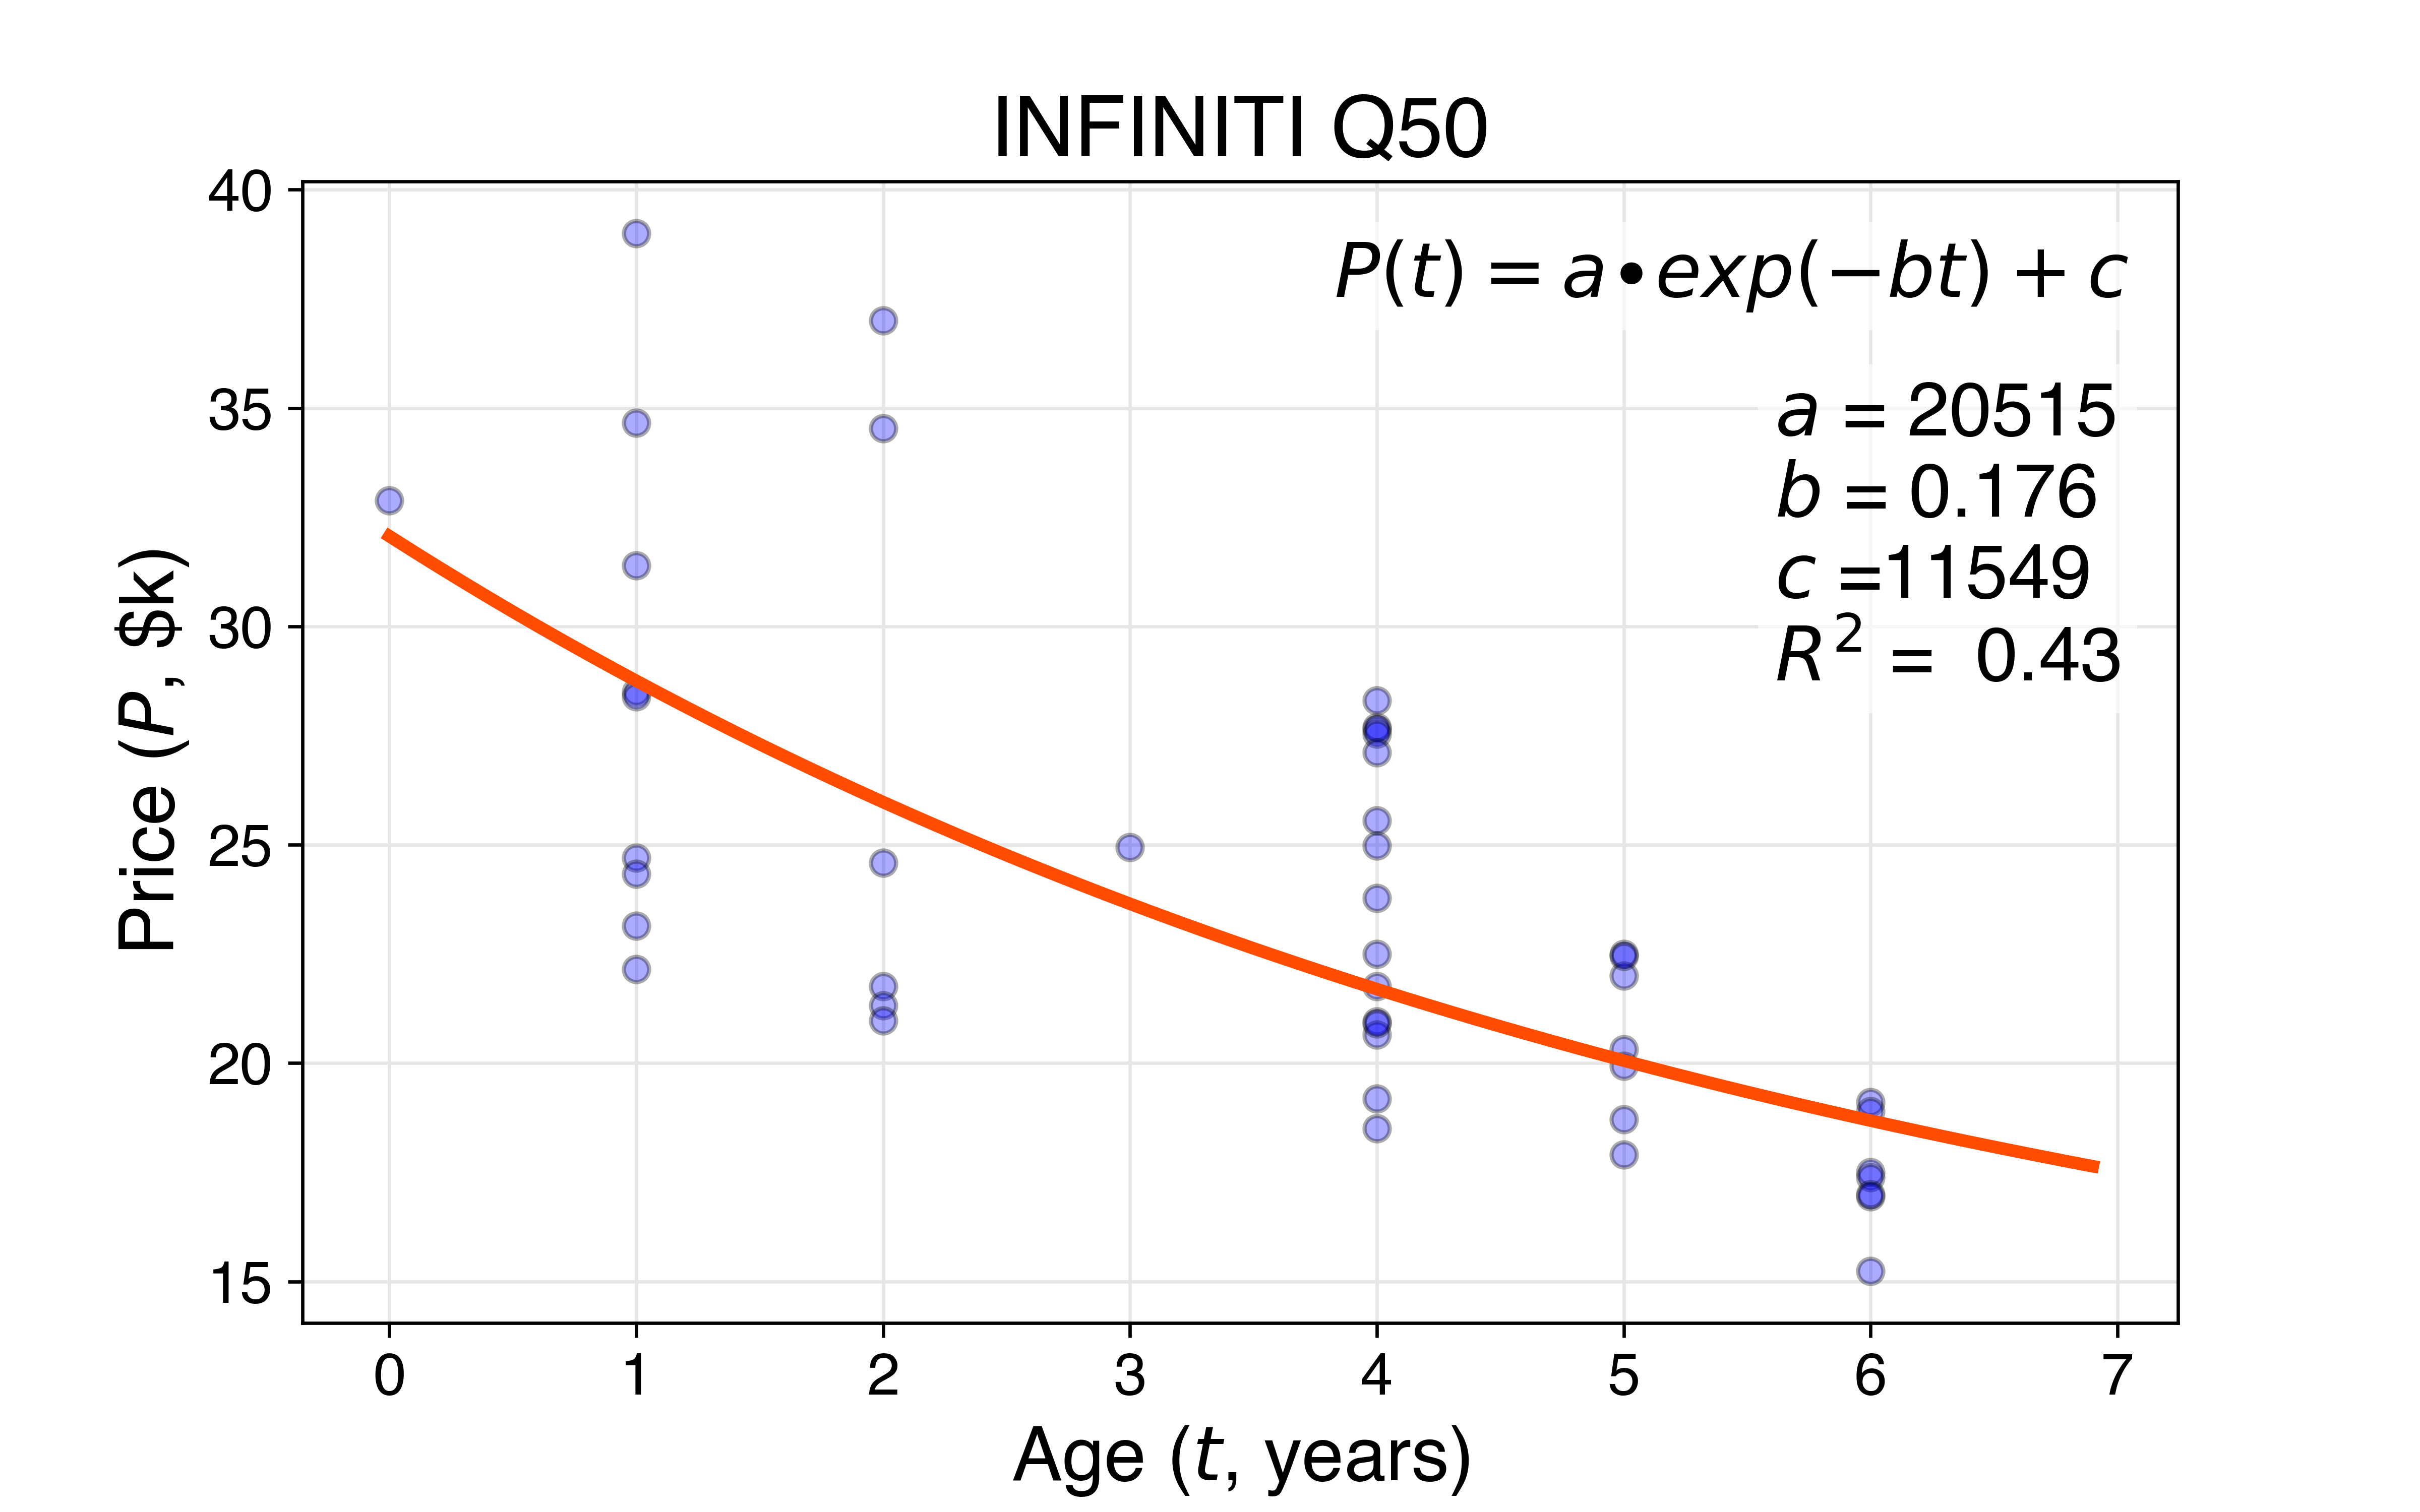 INFINITI Q50
P(t) = a•exp(−bt) + c
a = 20515
b = 0.176
c =11549
R² = 0.43
Price (P, $k)
40
35
30
25
20
15
0 1 2 3 4 5 6 7
Age (t, years)